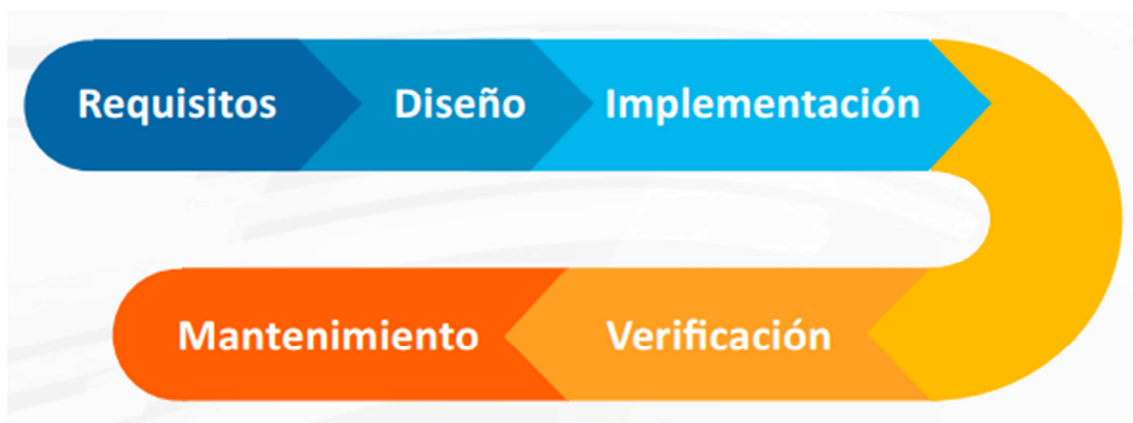 Requisitos
Diseño
Implementación
Verificación
Mantenimiento